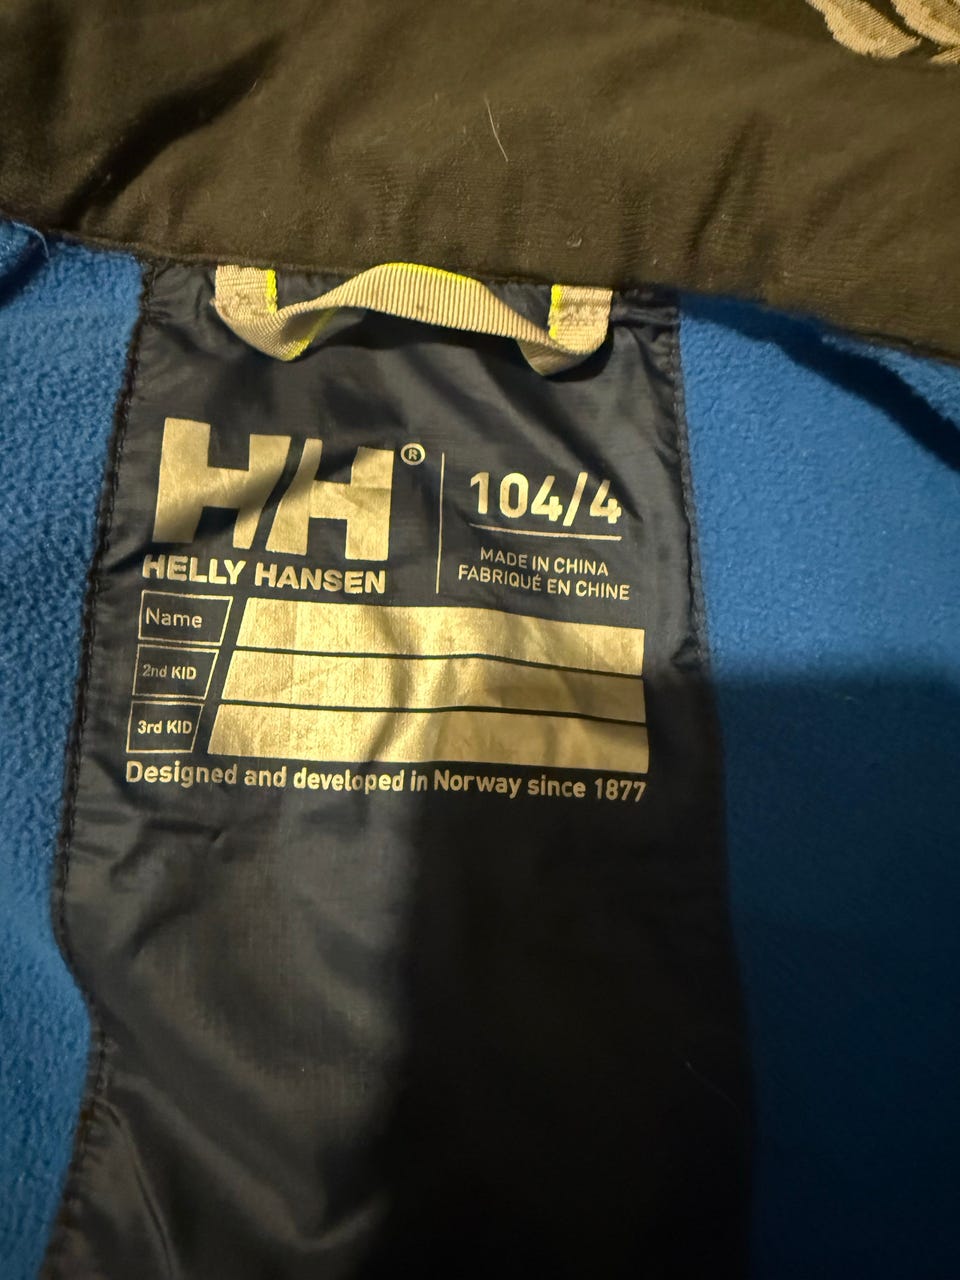 HH®
HELLY HANSEN
104/4
MADE IN CHINA
FABRIQUÉ EN CHINE
Name
2nd KID
3rd KID
Designed and developed in Norway since 1877